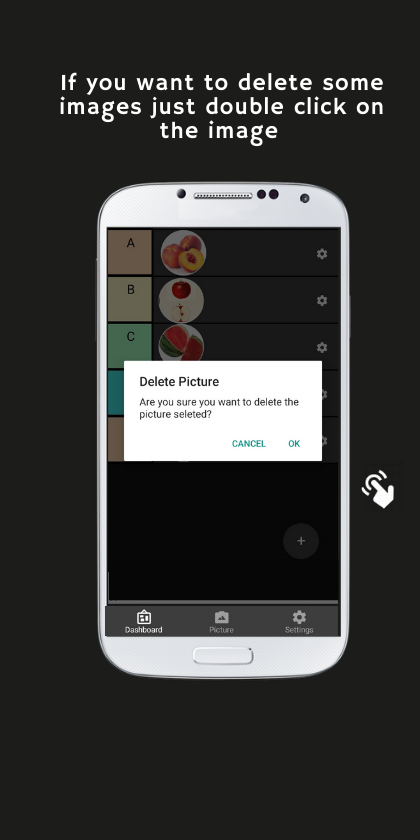 If you want to delete some
images just double click on
the image
A
B
C
Delete Picture
Are you sure you want to delete the
picture seleted?
CANCEL
OK
+
Dashboard
Picture
Settings